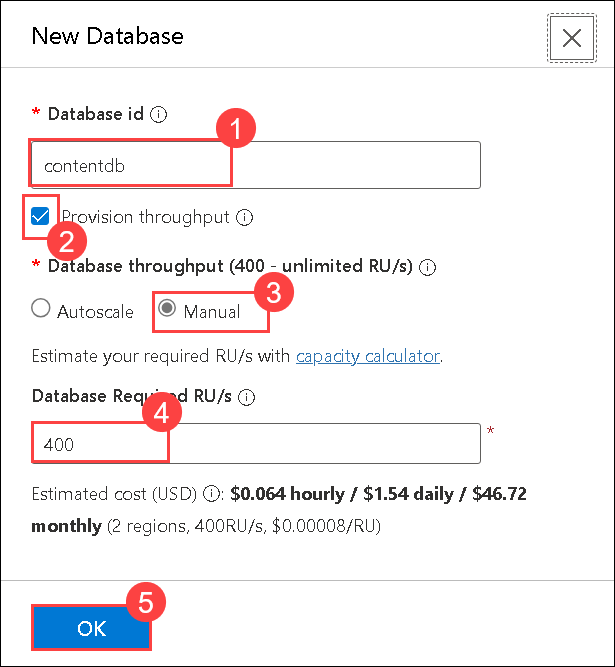 New Database
* Database id
1
contentdb
Provision throughput
2
* Database throughput (400 - unlimited RU/s)
3
Autoscale Manual
Estimate your required RU/s with capacity calculator.
Database Required RU/s
4
400 *
Estimated cost (USD) : $0.064 hourly / $1.54 daily / $46.72
monthly (2 regions, 400RU/s, $0.00008/RU)
5
OK